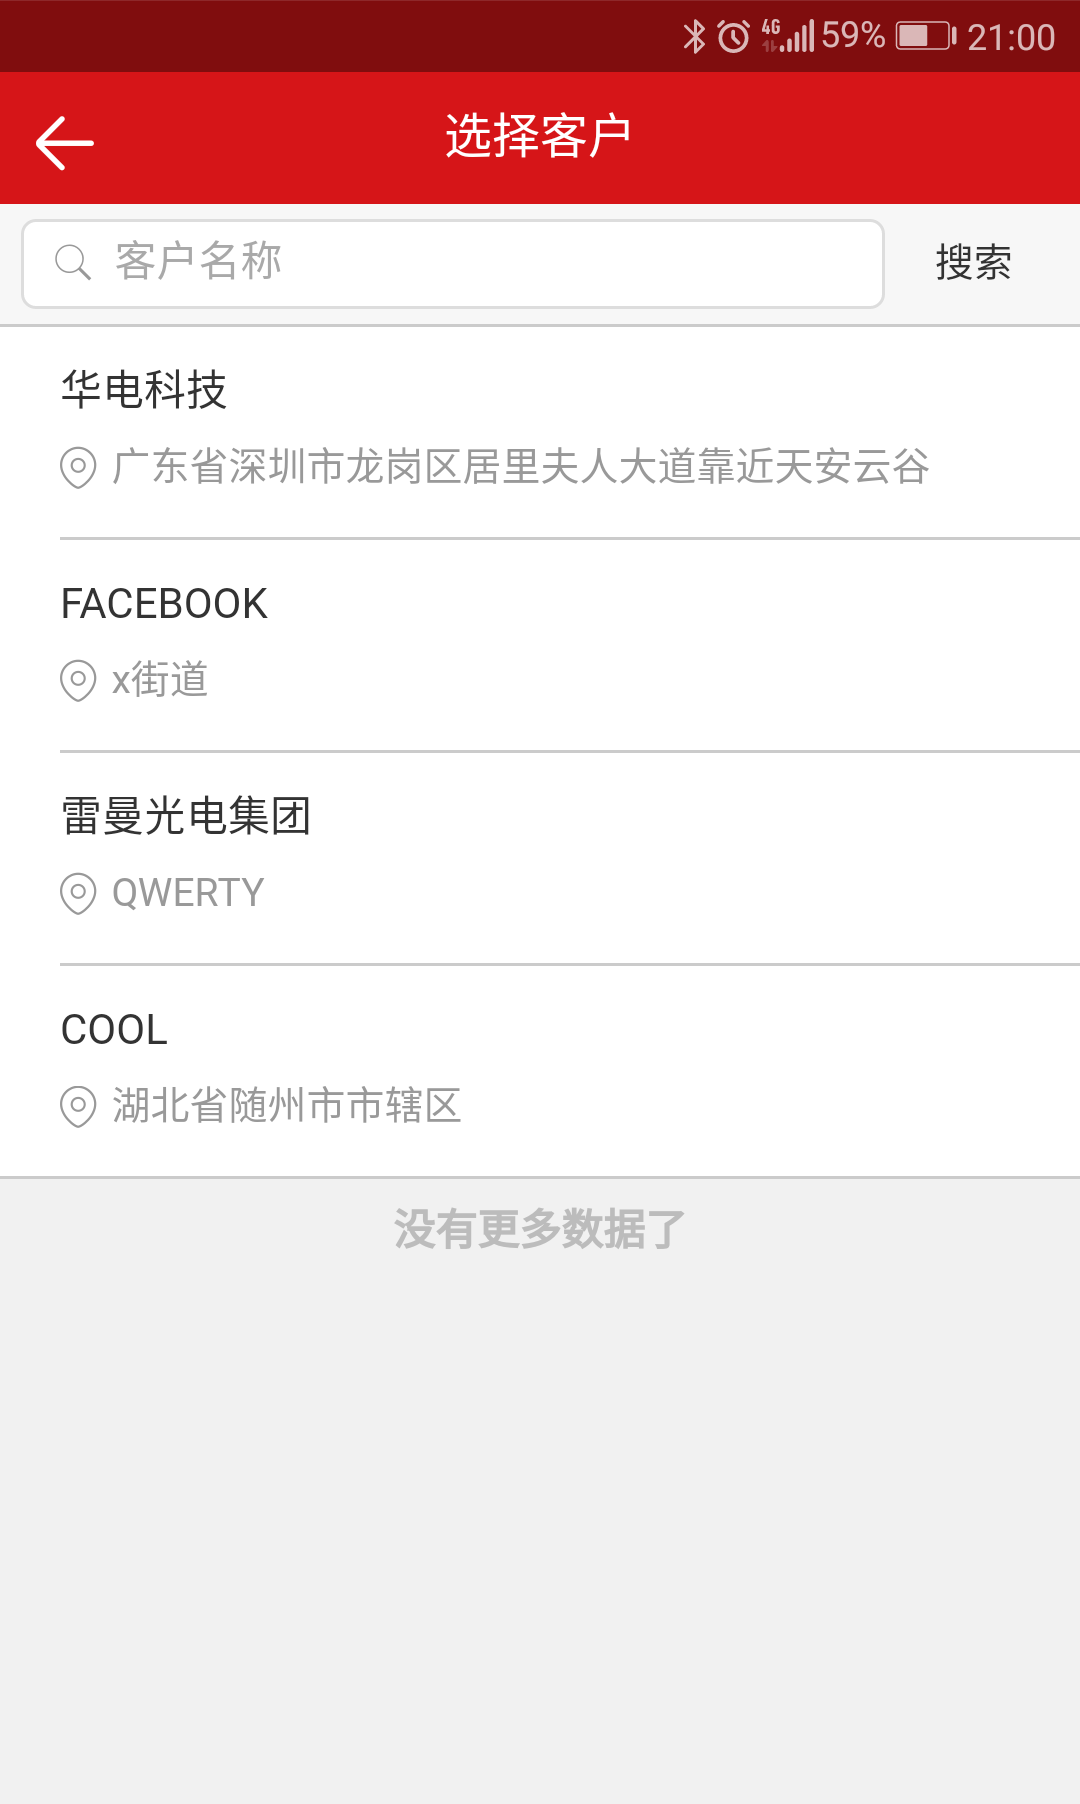 4G 59% 21:00
选择客户
客户名称 搜索
华电科技
广东省深圳市龙岗区居里夫人大道靠近天安云谷
FACEBOOK
x街道
雷曼光电集团
QWERTY
COOL
湖北省随州市市辖区
没有更多数据了